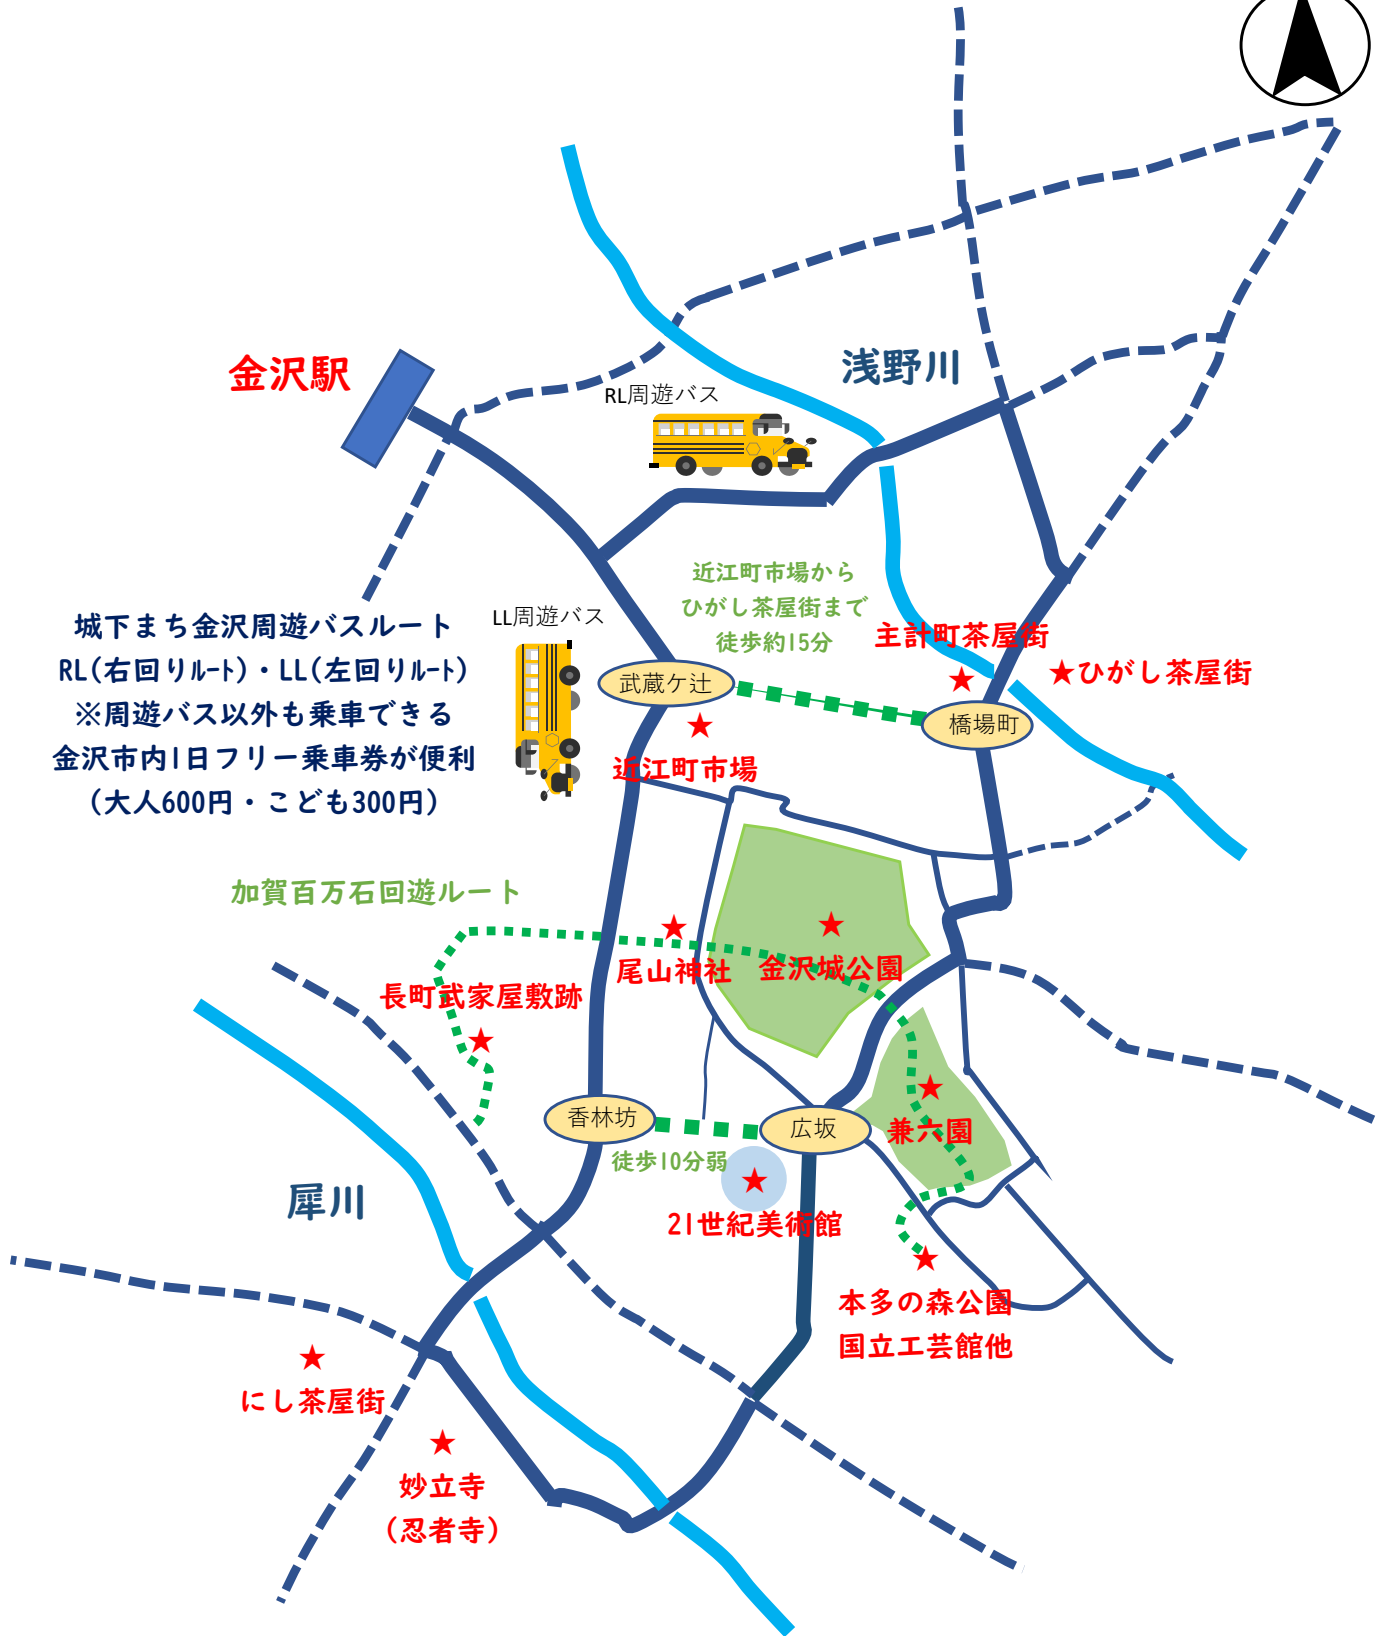 金沢駅
浅野川
RL周遊バス
近江町市場から
ひがし茶屋街まで
徒歩約15分
LL周遊バス
城下まち金沢周遊バスルート
RL(右回りﾙｰﾄ)・LL(左回りﾙｰﾄ)
※周遊バス以外も乗車できる
金沢市内1日フリー乗車券が便利
(大人600円・こども300円)
主計町茶屋街
★ひがし茶屋街
武蔵ケ辻
橋場町
近江町市場
加賀百万石回遊ルート
尾山神社
金沢城公園
長町武家屋敷跡
香林坊
広坂
兼六園
徒歩10分弱
犀川
21世紀美術館
本多の森公園
国立工芸館他
にし茶屋街
妙立寺
(忍者寺)